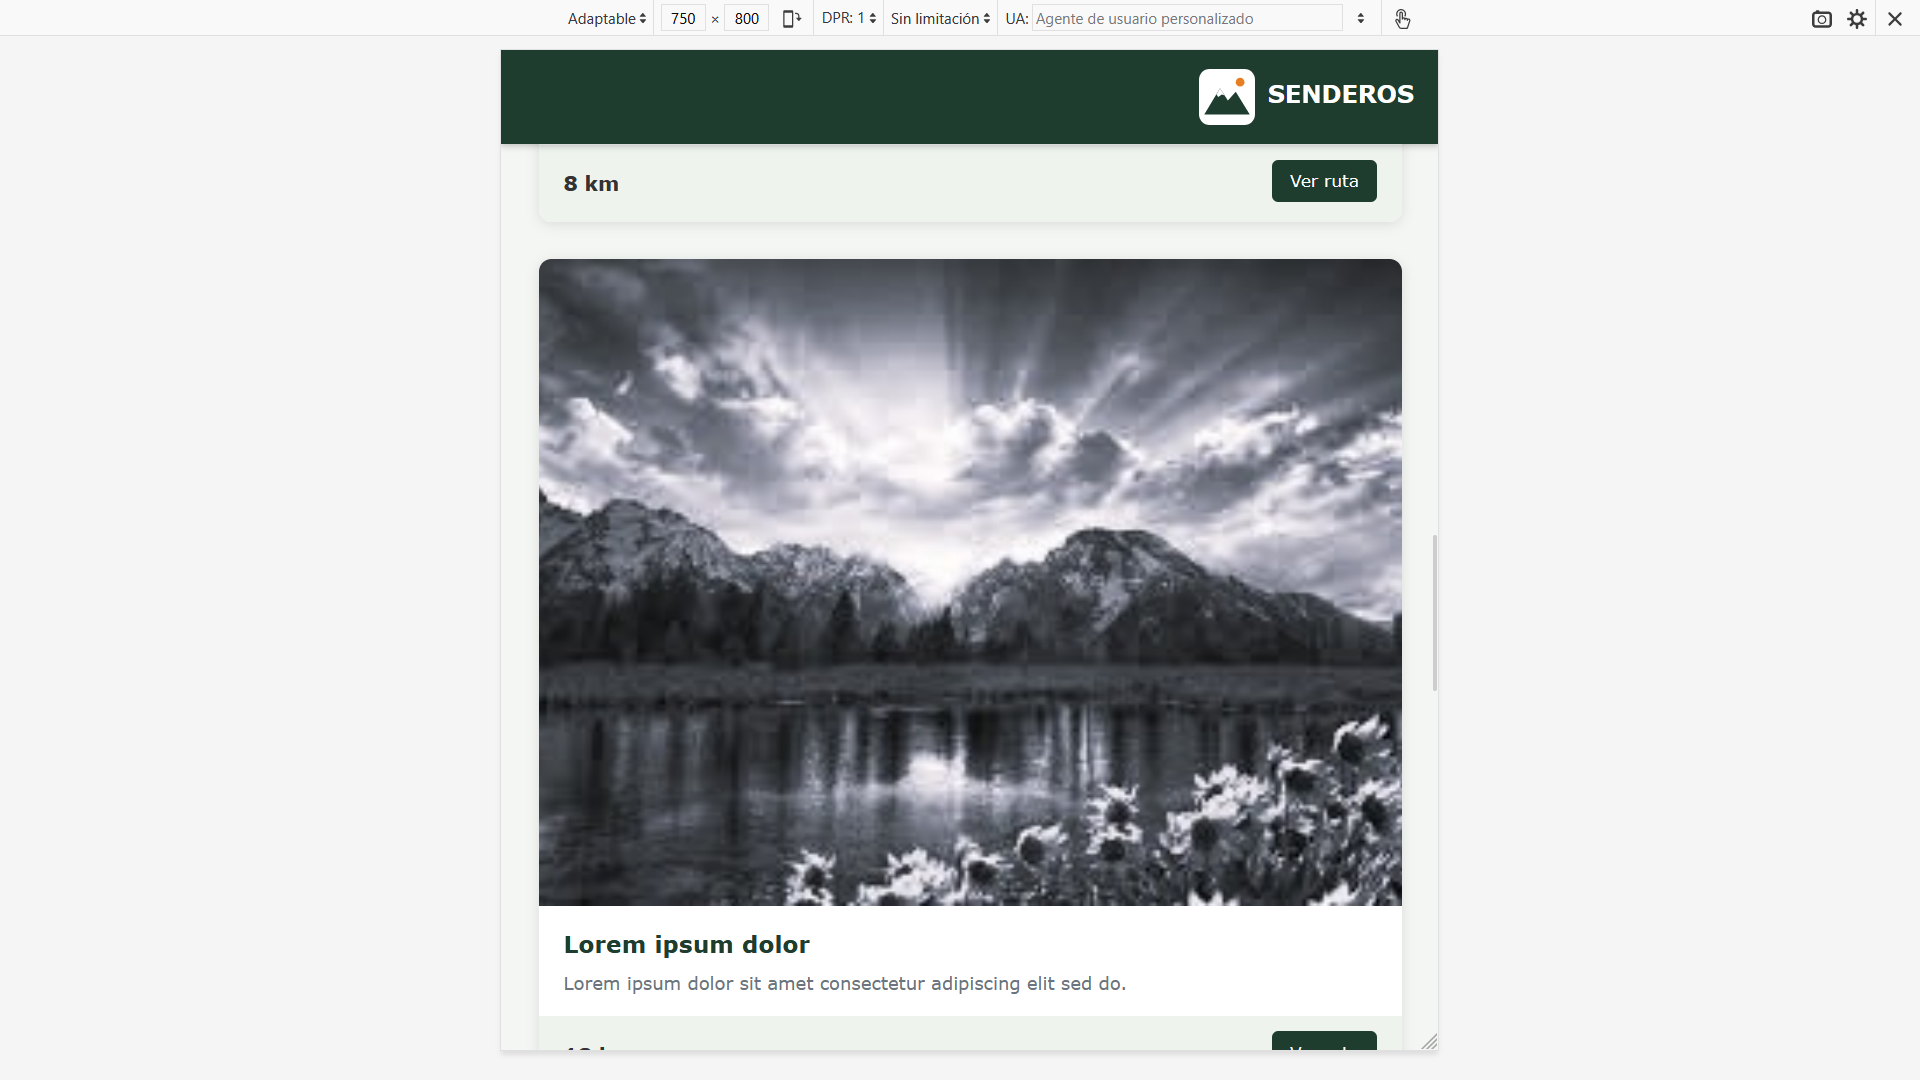 Adaptable 750 × 800 DPR: 1 Sin limitación UA: Agente de usuario personalizado
SENDEROS
8 km
Ver ruta
Lorem ipsum dolor
Lorem ipsum dolor sit amet consectetur adipiscing elit sed do.